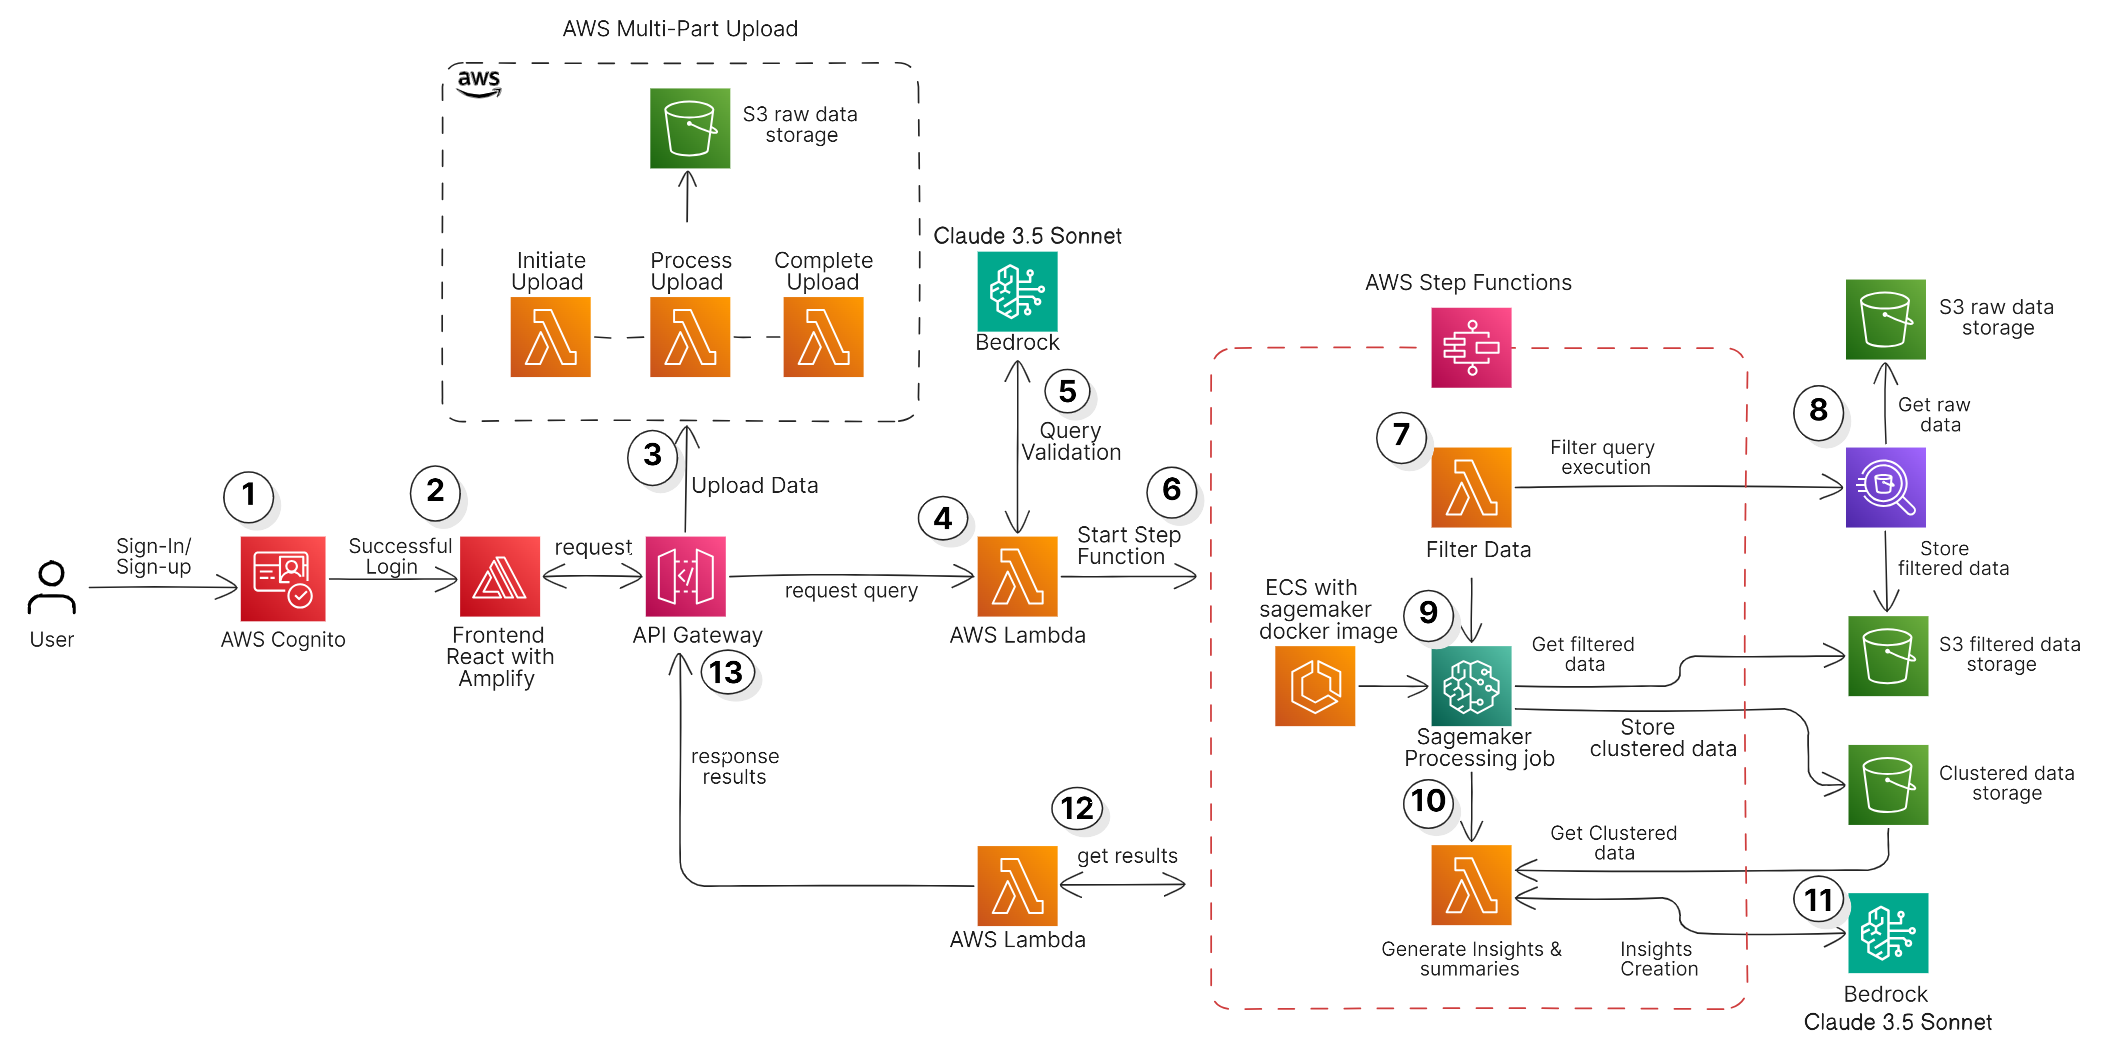 AWS Multi-Part Upload
aws
S3 raw data
storage
Initiate
Upload
Process
Upload
Complete
Upload
Claude 3.5 Sonnet
Bedrock
5
Query
Validation
3
Upload Data
1
2
4
6
Sign-In/
Sign-up
Successful
Login
request
request query
Start Step
Function
User
AWS Cognito
Frontend
React with
Amplify
API Gateway
AWS Lambda
13
response
results
12
get results
AWS Lambda
AWS Step Functions
7
Filter query
execution
Filter Data
8
S3 raw data
storage
Get raw
data
Store
filtered data
ECS with
sagemaker
docker image
9
Get filtered
data
S3 filtered data
storage
Sagemaker
Processing job
Store
clustered data
Clustered data
storage
10
Get Clustered
data
11
Generate Insights &
summaries
Insights
Creation
Bedrock
Claude 3.5 Sonnet